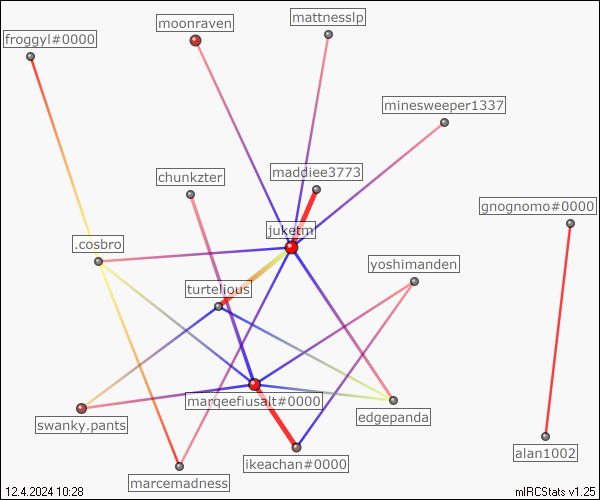 moonraven
mattnesslp
froggyl#0000
minesweeper1337
chunkzter
maddiee3773
gnognomo#0000
juketm
.cosbro
yoshimanden
turtelious
marqeefiusalt#0000
edgepanda
swanky.pants
alan1002
ikeachan#0000
marcemadness
12.4.2024 10:28
mIRCStats v1.25